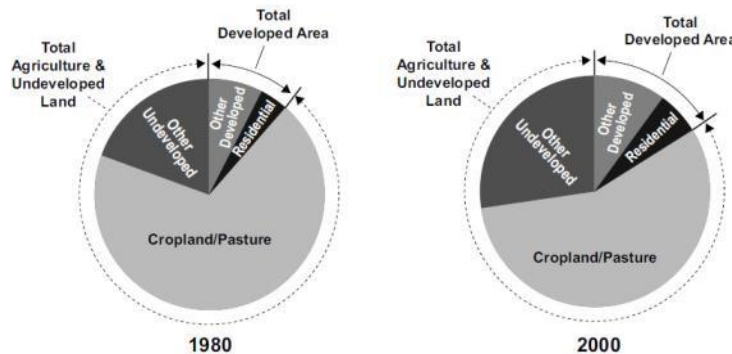 Total
Developed Area
Total
Agriculture &
Undeveloped
Land
Other
Undeveloped
Other
Developed
Residential
Cropland/Pasture
1980
Total
Developed Area
Total
Agriculture &
Undeveloped
Land
Other
Undeveloped
Other
Developed
Residential
Cropland/Pasture
2000